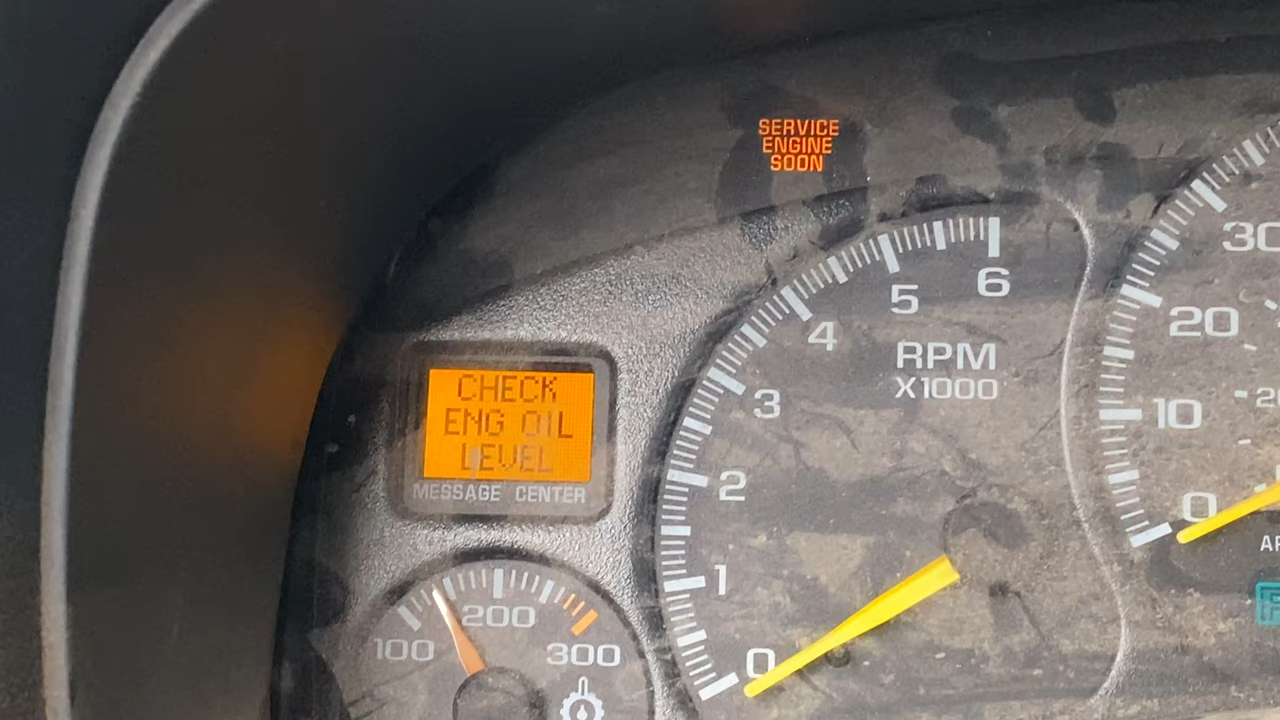 SERVICE
ENGINE
SOON
CHECK
ENG OIL
LEVEL
MESSAGE CENTER
0
1
2
3
4
5
6
RPM
X1000
100
200
300
0
10
20